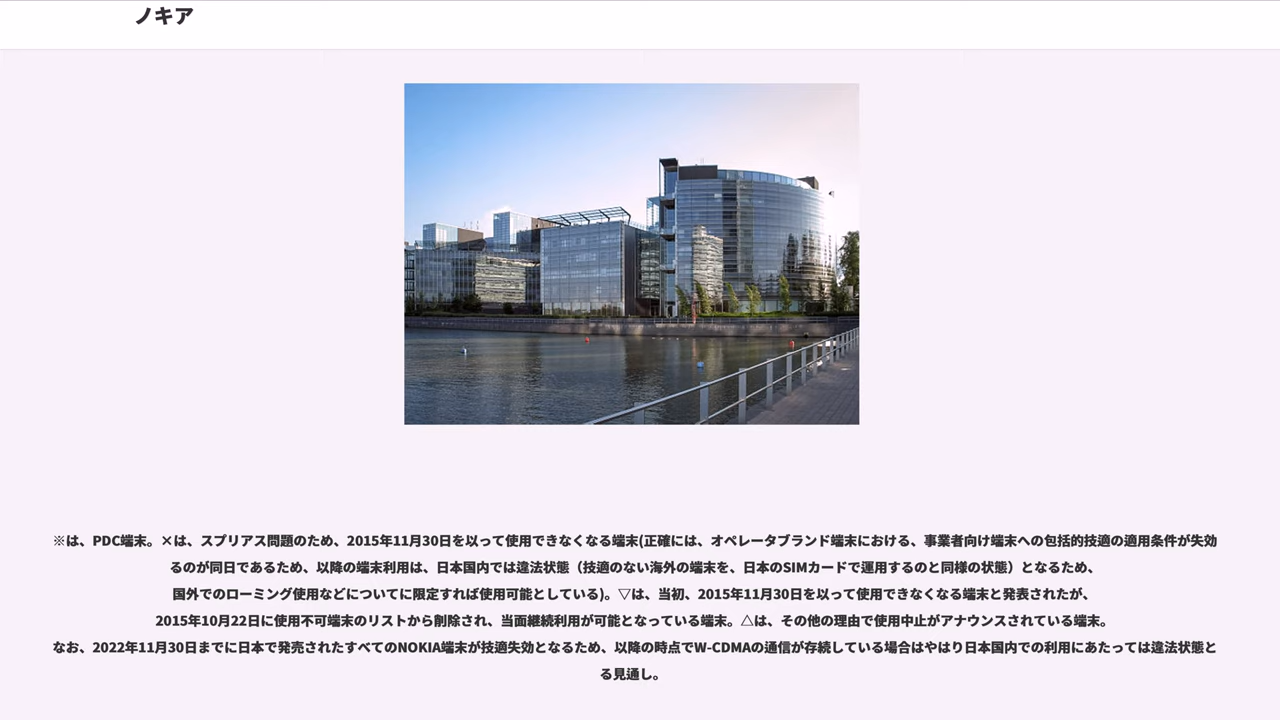 ノキア
※は、PDC端末。×は、スプリアス問題のため、2015年11月30日を以って使用できなくなる端末(正確には、オペレータブランド端末における、事業者向け端末への包括的技適の適用条件が失効
るのが同日であるため、以降の端末利用は、日本国内では違法状態（技適のない海外の端末を、日本のSIMカードで運用するのと同様の状態）となるため、
国外でのローミング使用などについてに限定すれば使用可能としている)。▽は、当初、2015年11月30日を以って使用できなくなる端末と発表されたが、
2015年10月22日に使用不可端末のリストから削除され、当面継続利用が可能となっている端末。△は、その他の理由で使用中止がアナウンスされている端末。
なお、2022年11月30日までに日本で発売されたすべてのNOKIA端末が技適失効となるため、以降の時点でW-CDMAの通信が存続している場合はやはり日本国内での利用にあたっては違法状態と
る見通し。